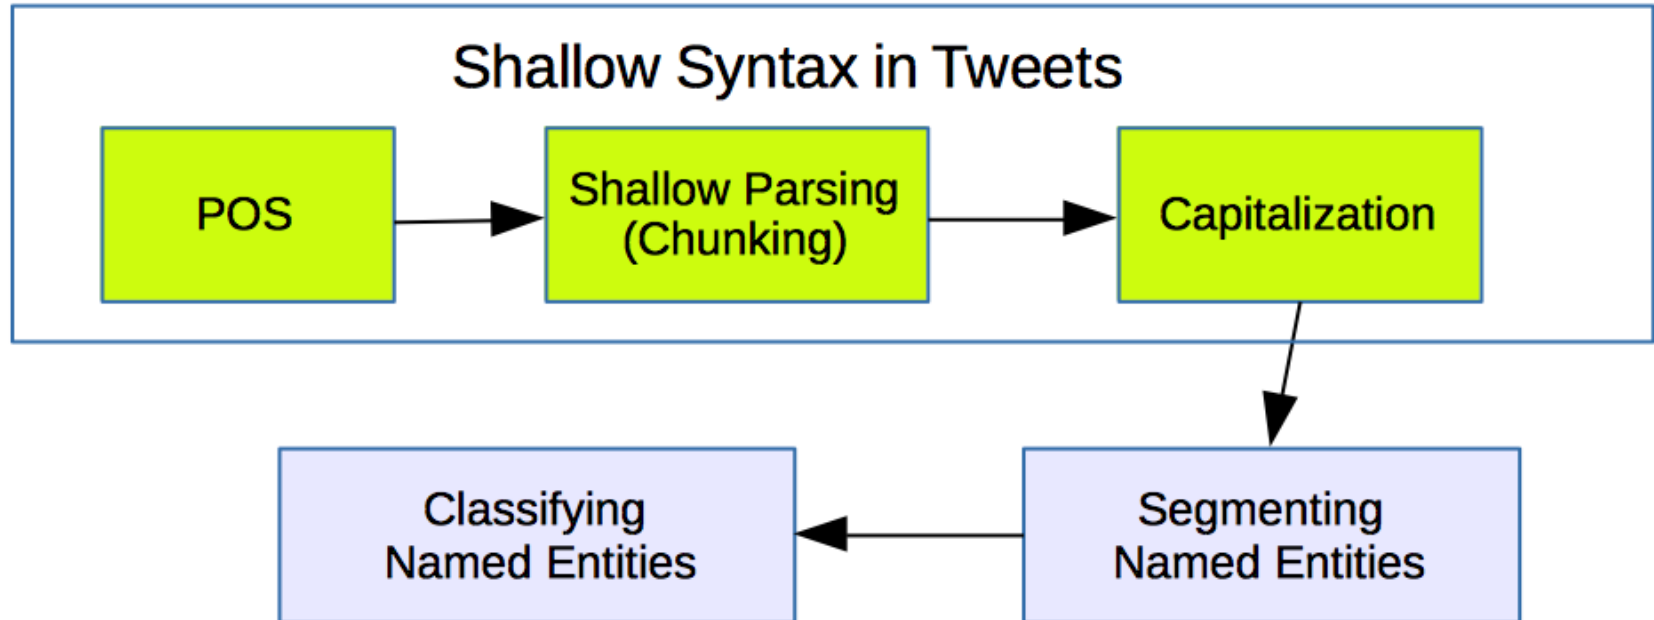 Shallow Syntax in Tweets
POS
Shallow Parsing
(Chunking)
Capitalization
Segmenting
Named Entities
Classifying
Named Entities